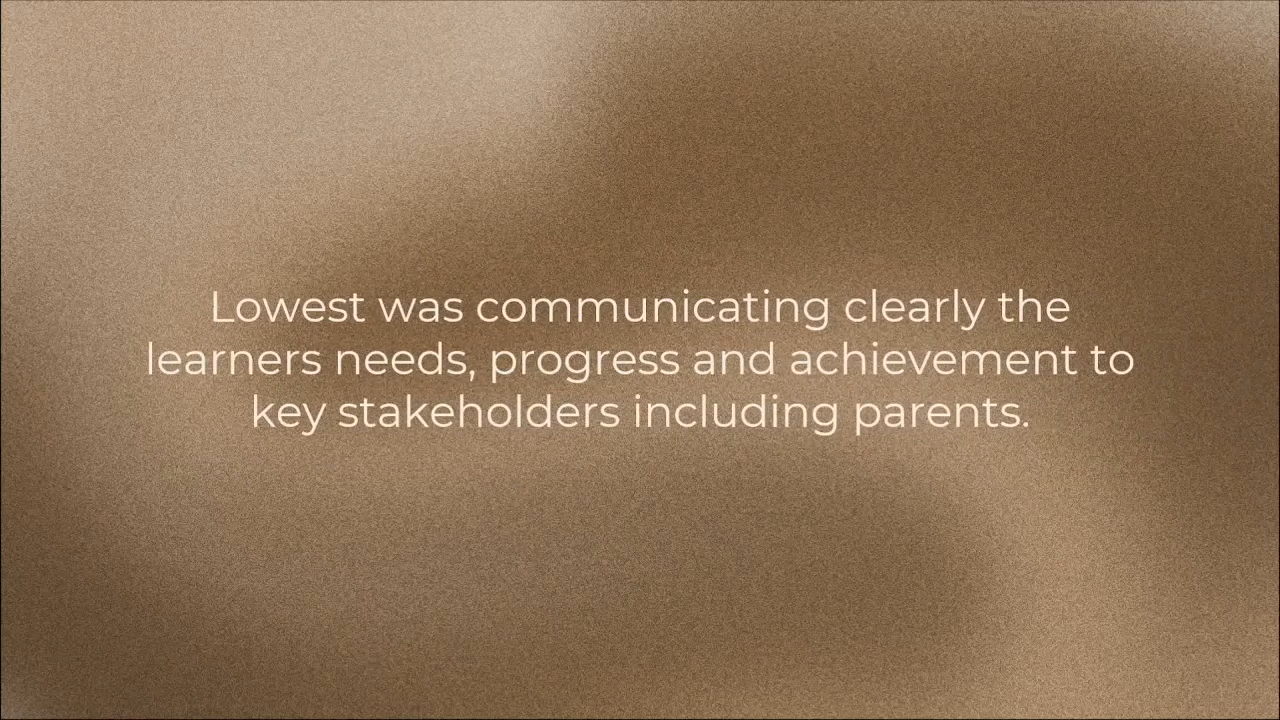 Lowest was communicating clearly the
learners needs, progress and achievement to
key stakeholders including parents.